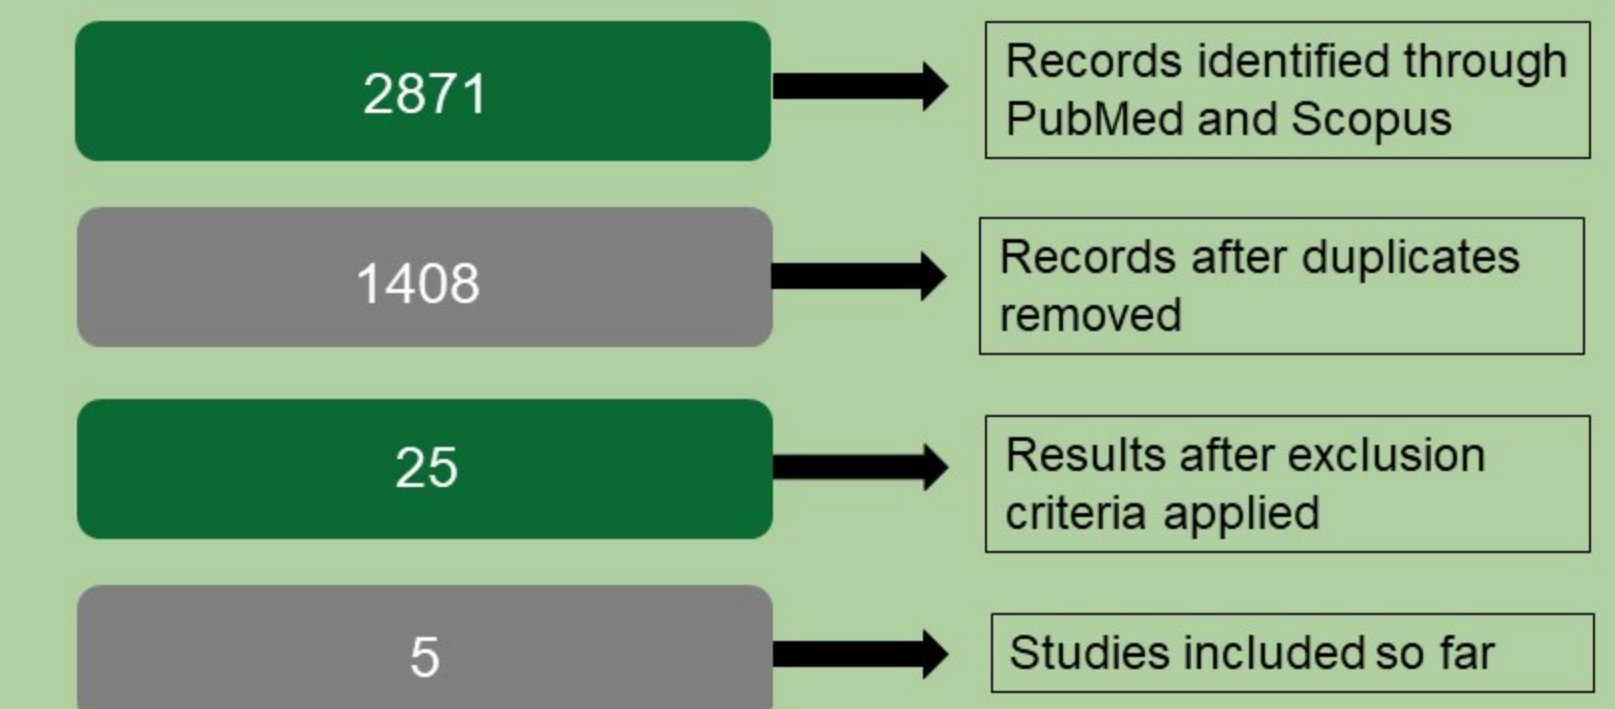 2871
Records identified through
PubMed and Scopus
1408
Records after duplicates
removed
25
Results after exclusion
criteria applied
5
Studies included so far